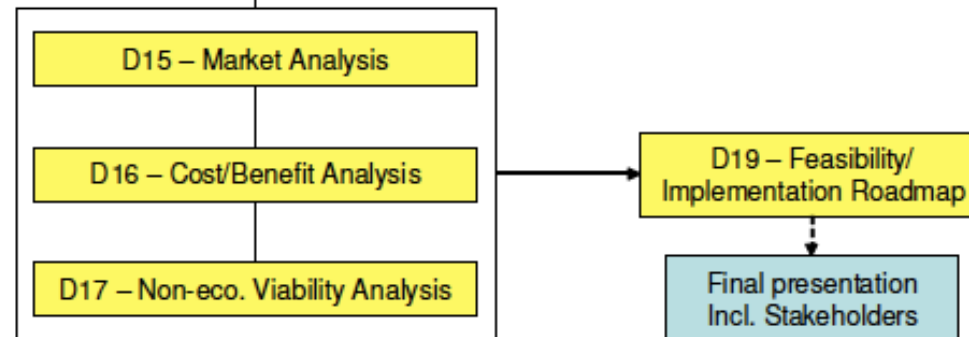 D15 – Market Analysis
D16 – Cost/Benefit Analysis
D17 – Non-eco. Viability Analysis
D19 – Feasibility/
Implementation Roadmap
Final presentation
Incl. Stakeholders